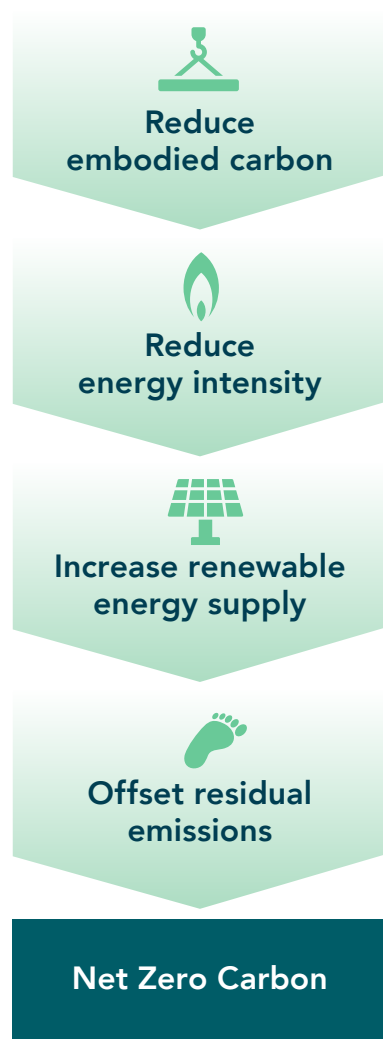 Reduce
embodied carbon
Reduce
energy intensity
Increase renewable
energy supply
Offset residual
emissions
Net Zero Carbon